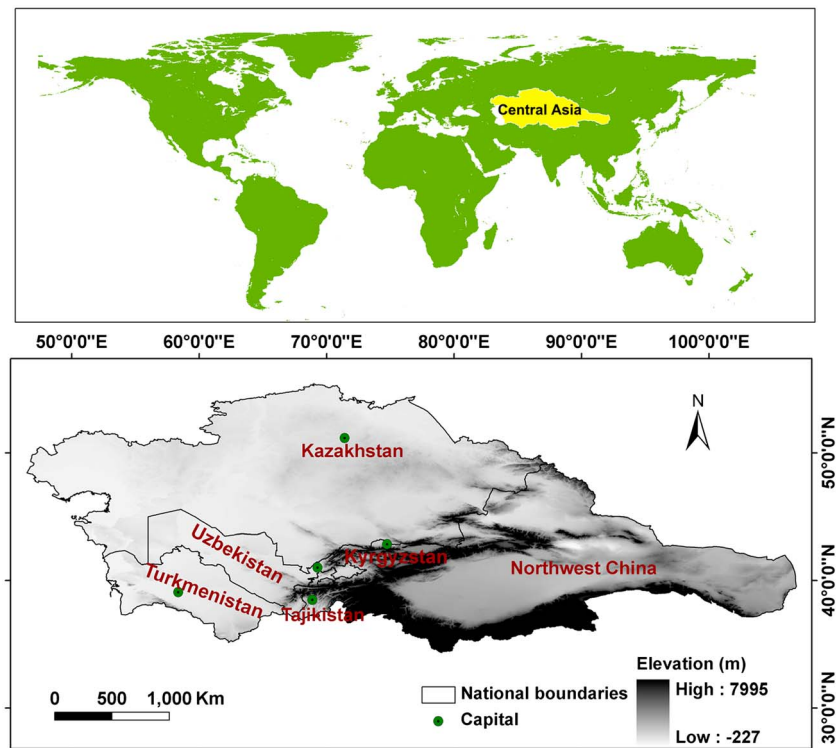 Central Asia
50°0'0"E 60°0'0"E 70°0'0"E 80°0'0"E 90°0'0"E 100°0'0"E
N
50°0'0"N
Kazakhstan
Uzbekistan
Kyrgyzstan
Northwest China
40°0'0"N
Turkmenistan
Tajikistan
Elevation (m)
0 500 1,000 Km
National boundaries
High : 7995
Capital
Low : -227
30°0'0"N